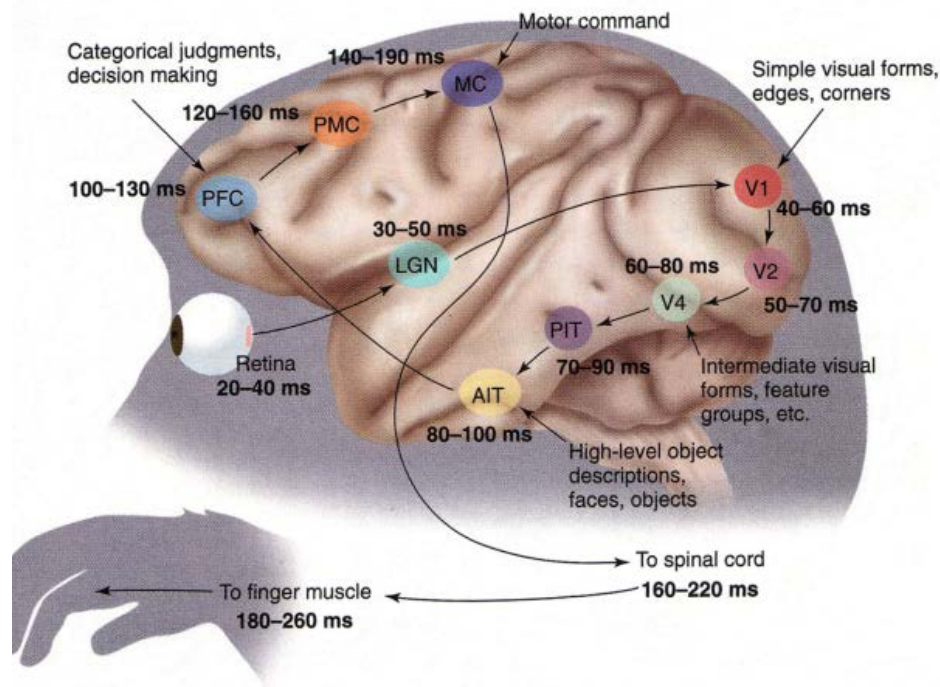 Motor command
Categorical judgments,
decision making
140–190 ms
MC
Simple visual forms,
edges, corners
120–160 ms
PMC
100–130 ms
PFC
V1
40–60 ms
30–50 ms
LGN
60–80 ms
V2
V4
50–70 ms
PIT
Retina
20–40 ms
70–90 ms
Intermediate visual
forms, feature
groups, etc.
AIT
80–100 ms
High-level object
descriptions,
faces, objects
To spinal cord
160–220 ms
To finger muscle
180–260 ms